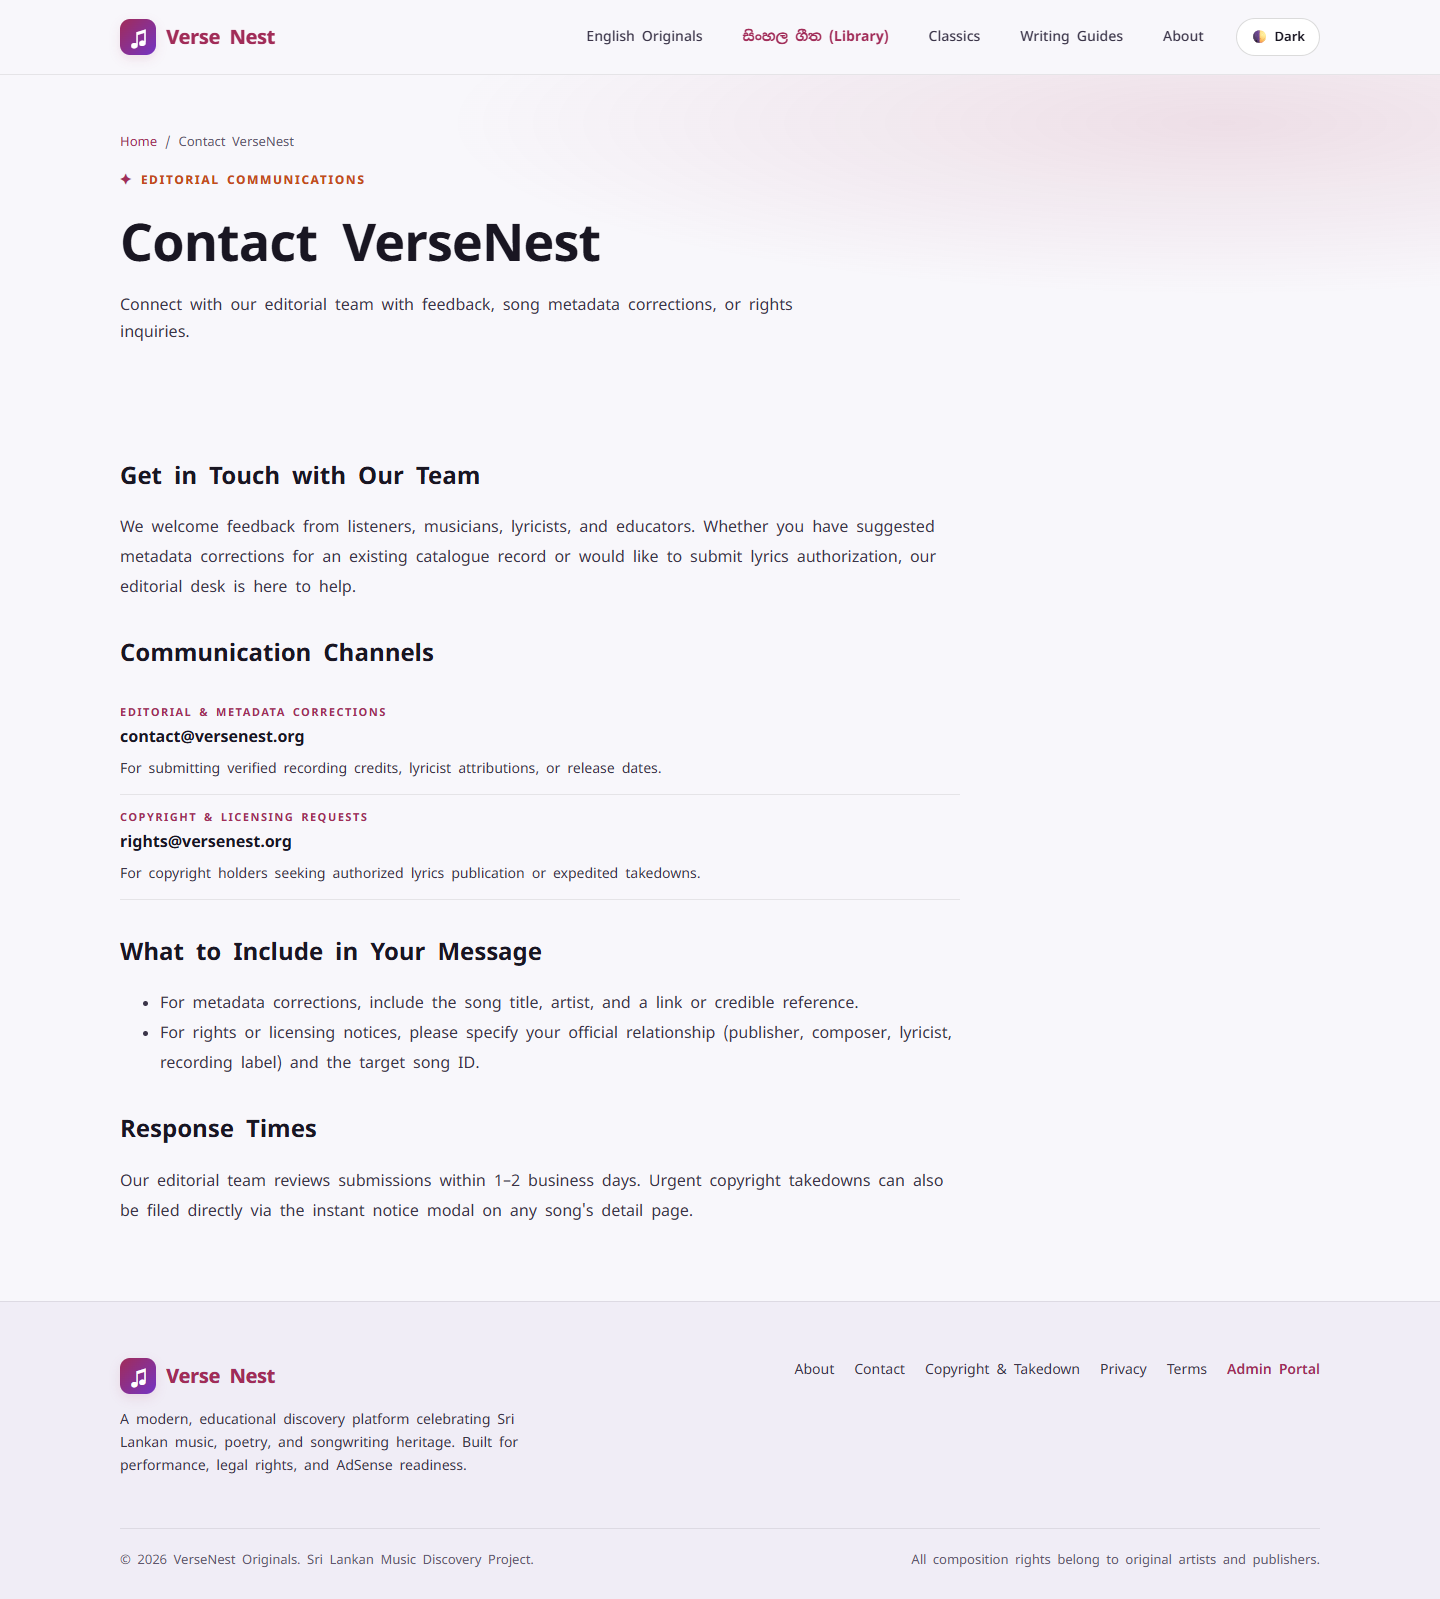 Verse Nest
English Originals
සිංහල ගීත (Library)
Classics
Writing Guides
About
Dark
Home / Contact VerseNest
✦ EDITORIAL COMMUNICATIONS
Contact VerseNest
Connect with our editorial team with feedback, song metadata corrections, or rights
inquiries.
Get in Touch with Our Team
We welcome feedback from listeners, musicians, lyricists, and educators. Whether you have suggested
metadata corrections for an existing catalogue record or would like to submit lyrics authorization, our
editorial desk is here to help.
Communication Channels
EDITORIAL & METADATA CORRECTIONS
contact@versenest.org
For submitting verified recording credits, lyricist attributions, or release dates.
COPYRIGHT & LICENSING REQUESTS
rights@versenest.org
For copyright holders seeking authorized lyrics publication or expedited takedowns.
What to Include in Your Message
• For metadata corrections, include the song title, artist, and a link or credible reference.
• For rights or licensing notices, please specify your official relationship (publisher, composer, lyricist,
recording label) and the target song ID.
Response Times
Our editorial team reviews submissions within 1–2 business days. Urgent copyright takedowns can also
be filed directly via the instant notice modal on any song's detail page.
Verse Nest
A modern, educational discovery platform celebrating Sri
Lankan music, poetry, and songwriting heritage. Built for
performance, legal rights, and AdSense readiness.
About
Contact
Copyright & Takedown
Privacy
Terms
Admin Portal
© 2026 VerseNest Originals. Sri Lankan Music Discovery Project.
All composition rights belong to original artists and publishers.